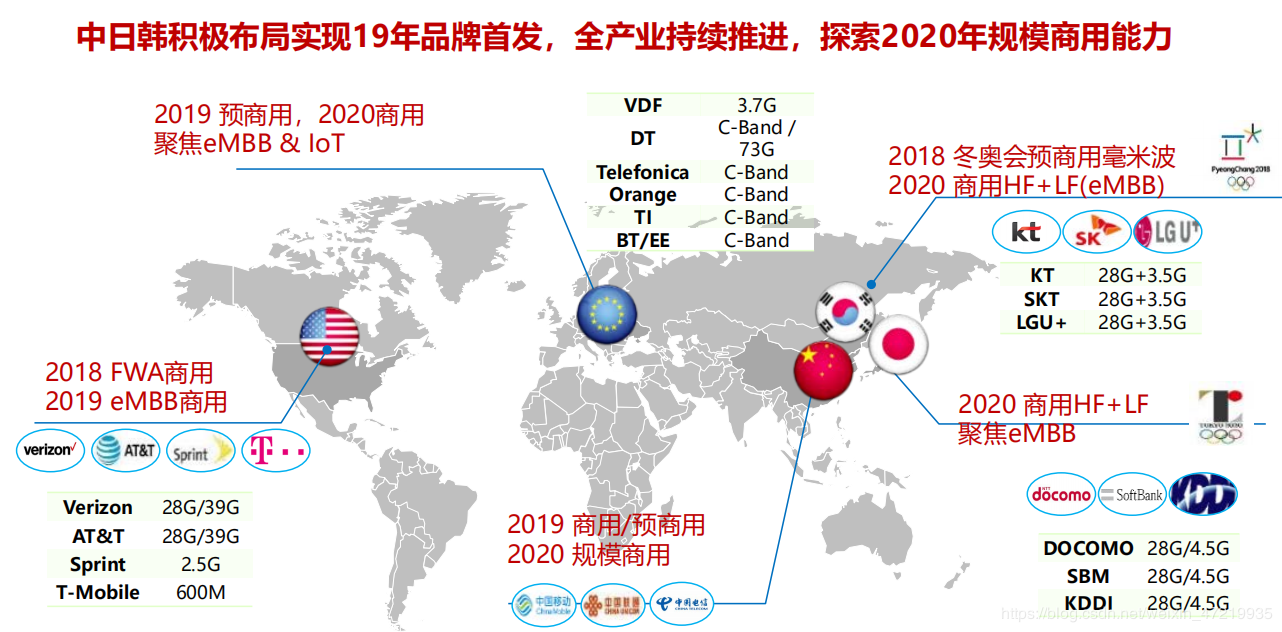 中日韩积极布局实现19年品牌首发，全产业持续推进，探索2020年规模商用能力
2019 预商用，2020商用
聚焦eMBB & IoT
VDF 3.7G
DT C-Band / 73G
Telefonica C-Band
Orange C-Band
TI C-Band
BT/EE C-Band
2018 冬奥会预商用毫米波
2020 商用HF+LF(eMBB)
PyeongChang 2018
kt
SK
LG U+
KT 28G+3.5G
SKT 28G+3.5G
LGU+ 28G+3.5G
2018 FWA商用
2019 eMBB商用
verizon
AT&T
Sprint
T
Verizon 28G/39G
AT&T 28G/39G
Sprint 2.5G
T-Mobile 600M
2020 商用HF+LF
聚焦eMBB
TOKYO 2020
NTT
docomo
SoftBank
DOCOMO 28G/4.5G
SBM 28G/4.5G
KDDI 28G/4.5G
2019 商用/预商用
2020 规模商用
中国移动
China Mobile
中国联通
CHINA UNICOM
中国电信
CHINA TELECOM
https://blog.csdn.net/weixin_47219935